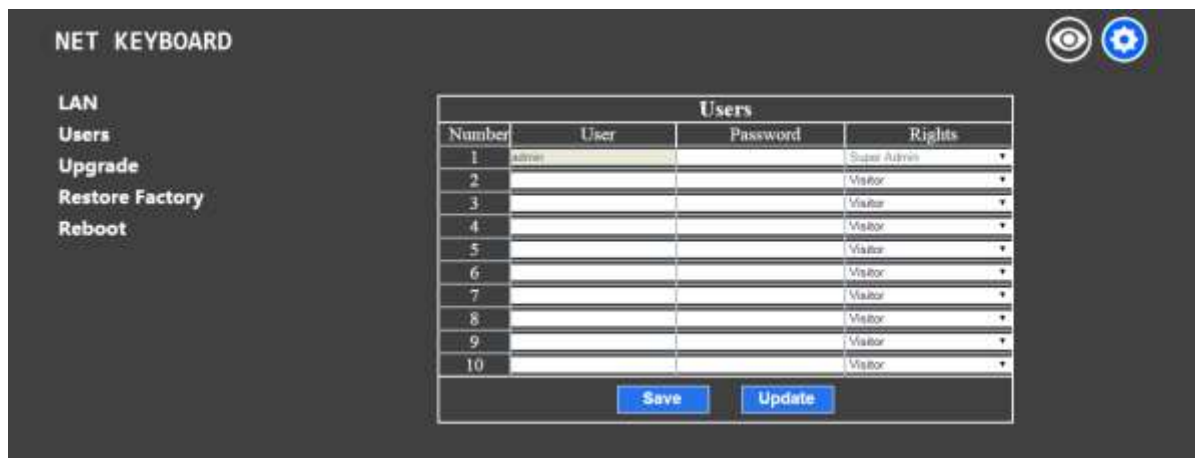 NET KEYBOARD
LAN
Users
Upgrade
Restore Factory
Reboot
Users
Number User Password Rights
1 admin Super Admin
2 Visitor
3 Visitor
4 Visitor
5 Visitor
6 Visitor
7 Visitor
8 Visitor
9 Visitor
10 Visitor
Save Update